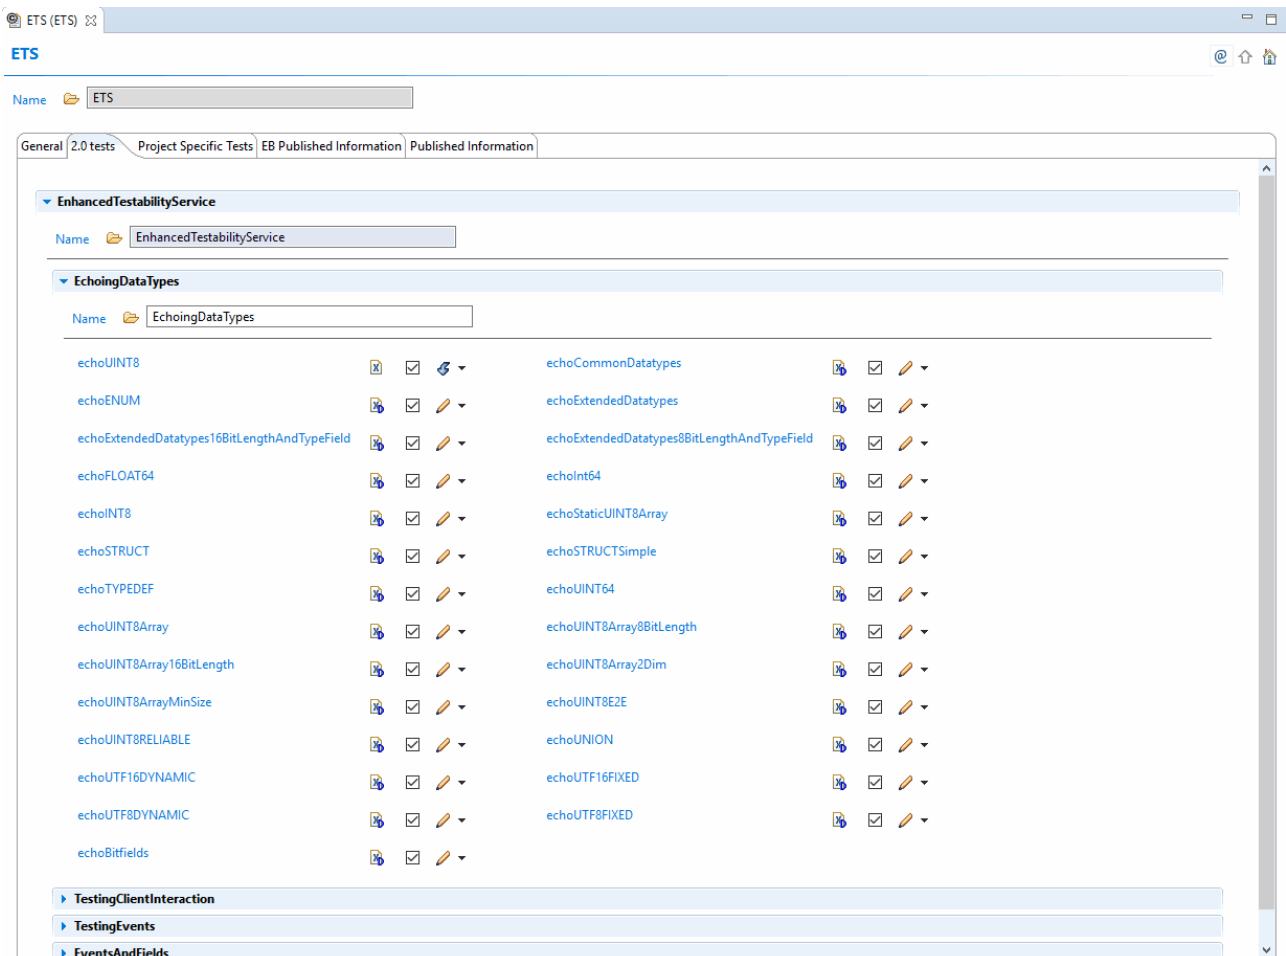 ETS (ETS)
ETS
Name ETS
General 2.0 tests Project Specific Tests EB Published Information Published Information
EnhancedTestabilityService
Name EnhancedTestabilityService
EchoingDataTypes
Name EchoingDataTypes
echoUINT8 echoCommonDatatypes
echoENUM echoExtendedDatatypes
echoExtendedDatatypes16BitLengthAndTypeField echoExtendedDatatypes8BitLengthAndTypeField
echoFLOAT64 echoInt64
echoINT8 echoStaticUINT8Array
echoSTRUCT echoSTRUCTSimple
echoTYPEDEF echoUINT64
echoUINT8Array echoUINT8Array8BitLength
echoUINT8Array16BitLength echoUINT8Array2Dim
echoUINT8ArrayMinSize echoUINT8E2E
echoUINT8RELIABLE echoUNION
echoUTF16DYNAMIC echoUTF16FIXED
echoUTF8DYNAMIC echoUTF8FIXED
echoBitfields
TestingClientInteraction
TestingEvents
EventsAndFields